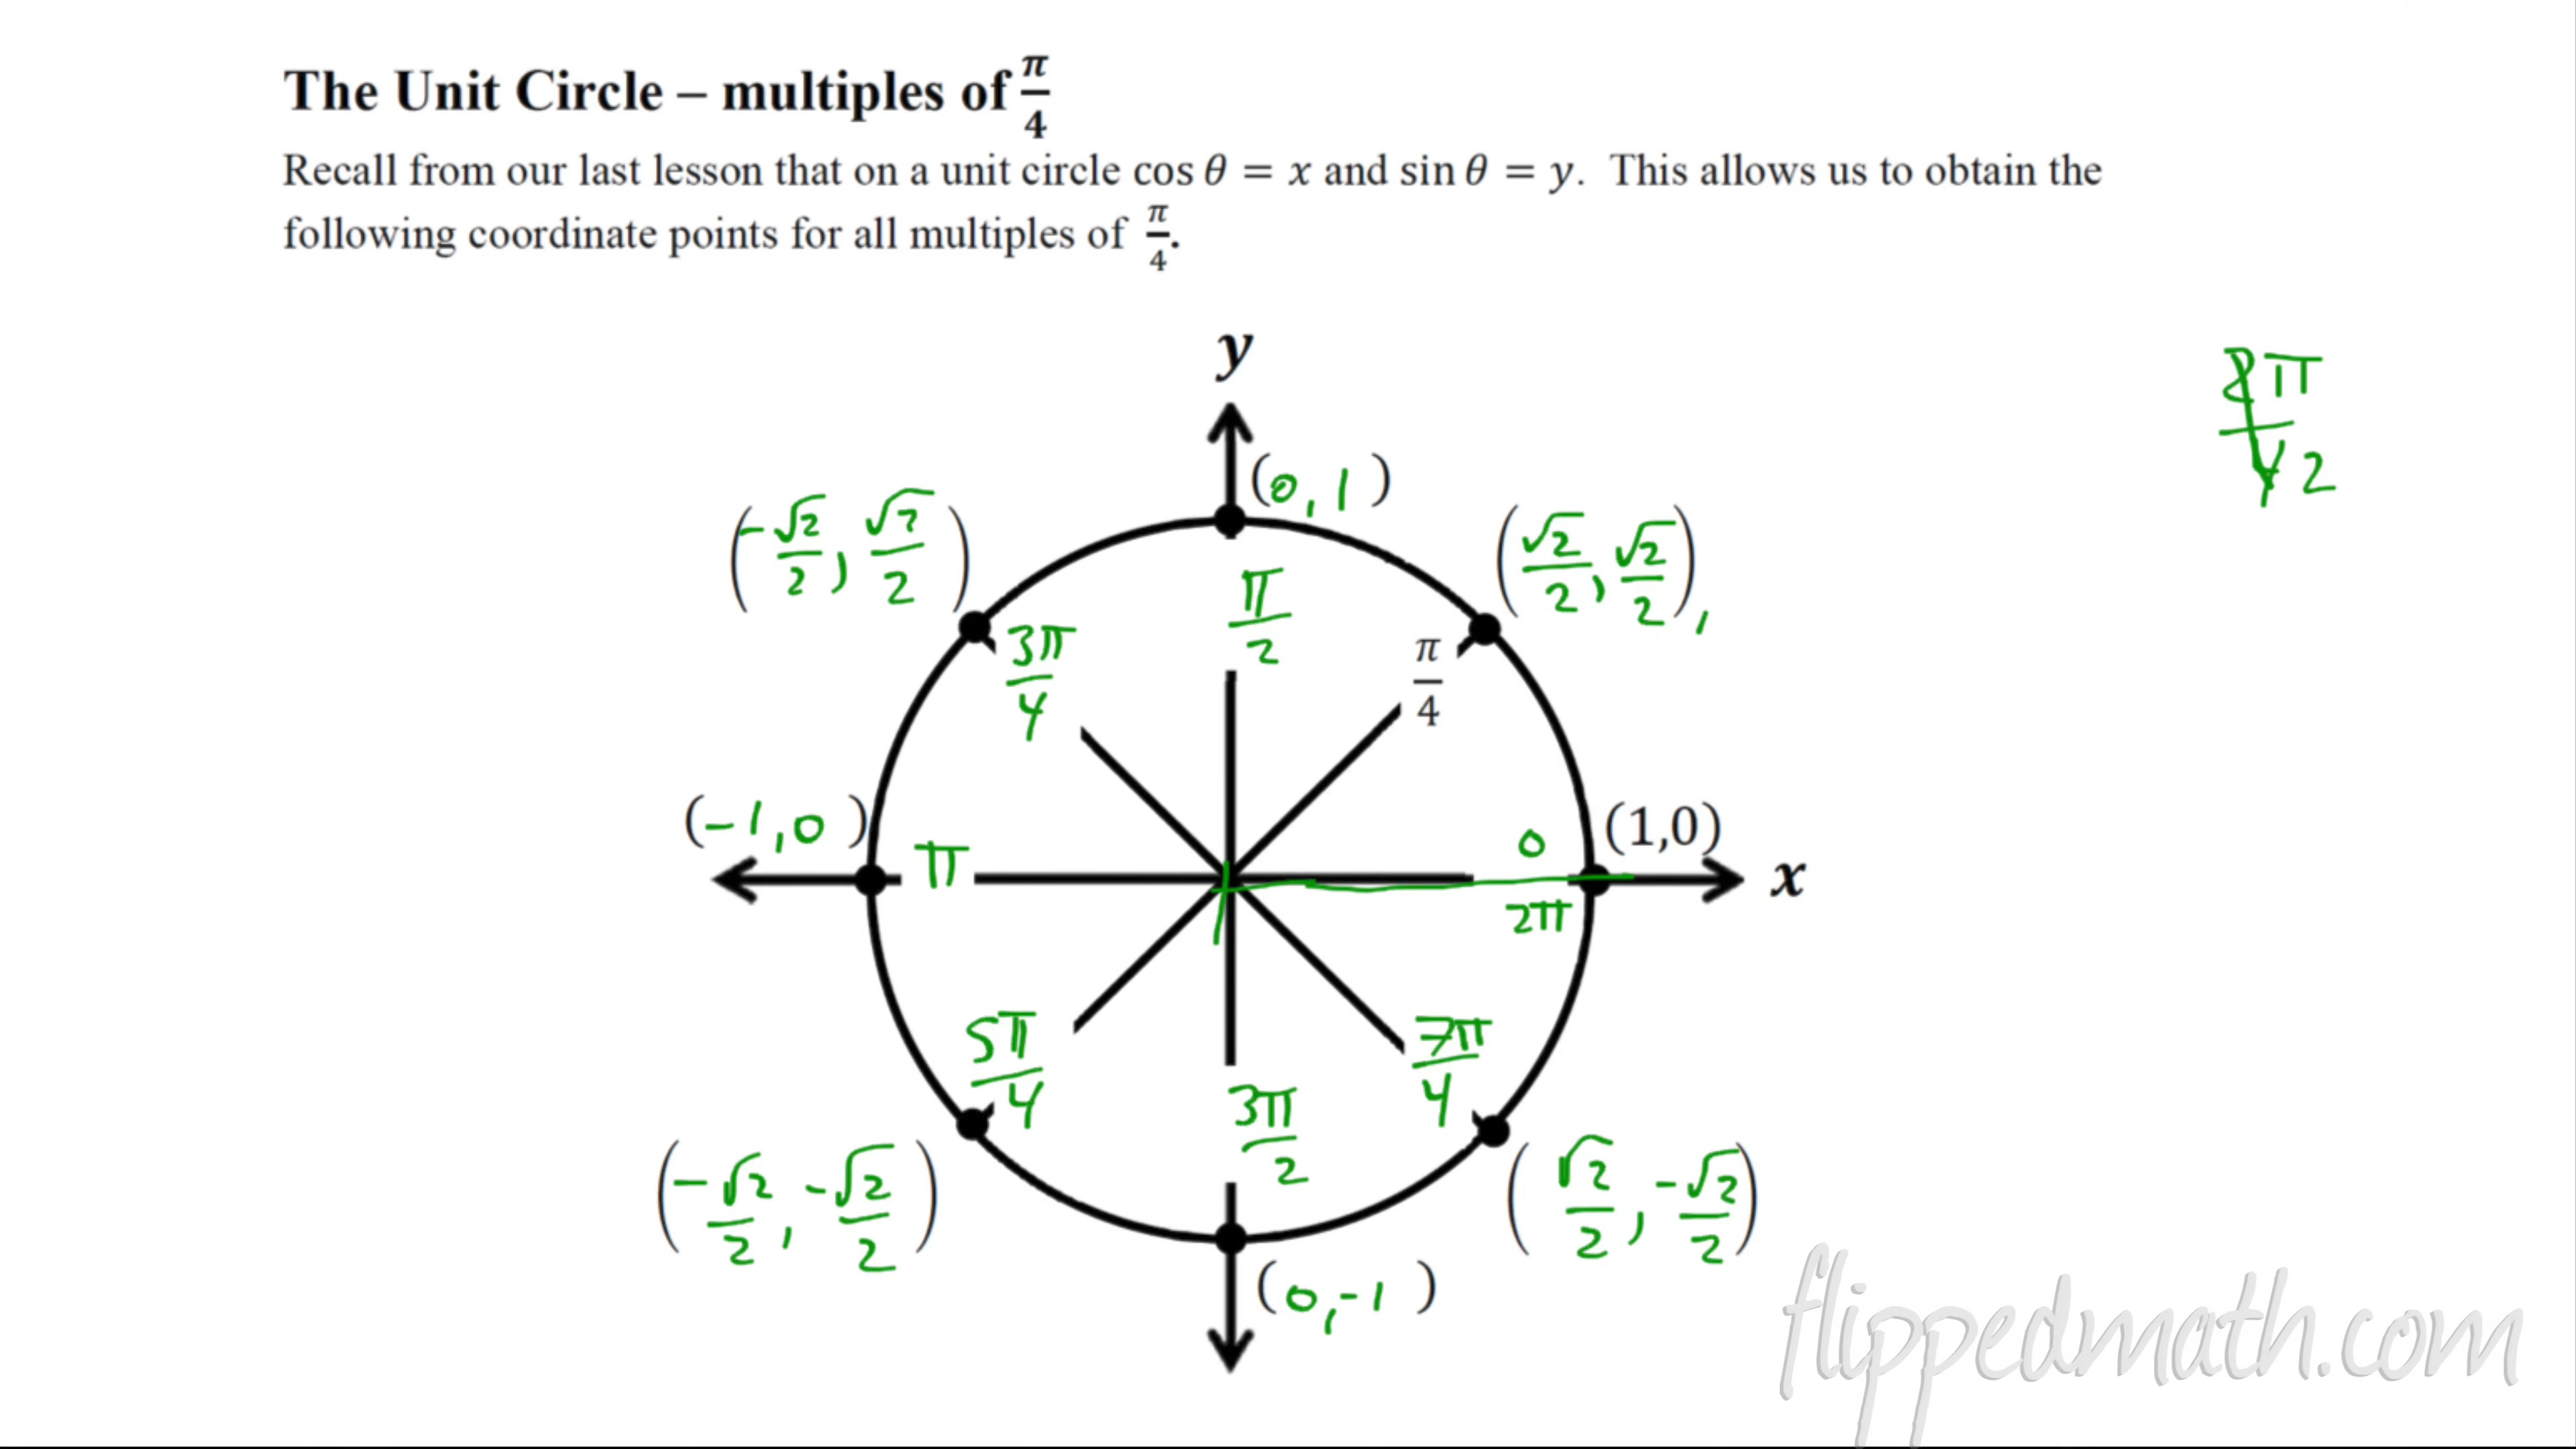 The Unit Circle – multiples of π/4
Recall from our last lesson that on a unit circle cos θ = x and sin θ = y. This allows us to obtain the
following coordinate points for all multiples of π/4.
y
(0,1)
(-√2/2, √2/2)
(√2/2, √2/2),
π/2
3π/4
π/4
(-1,0)
π
0
(1,0)
x
2π
5π/4
7π/4
3π/2
(-√2/2, -√2/2)
(√2/2, -√2/2)
(0,-1)
flippedmath.com